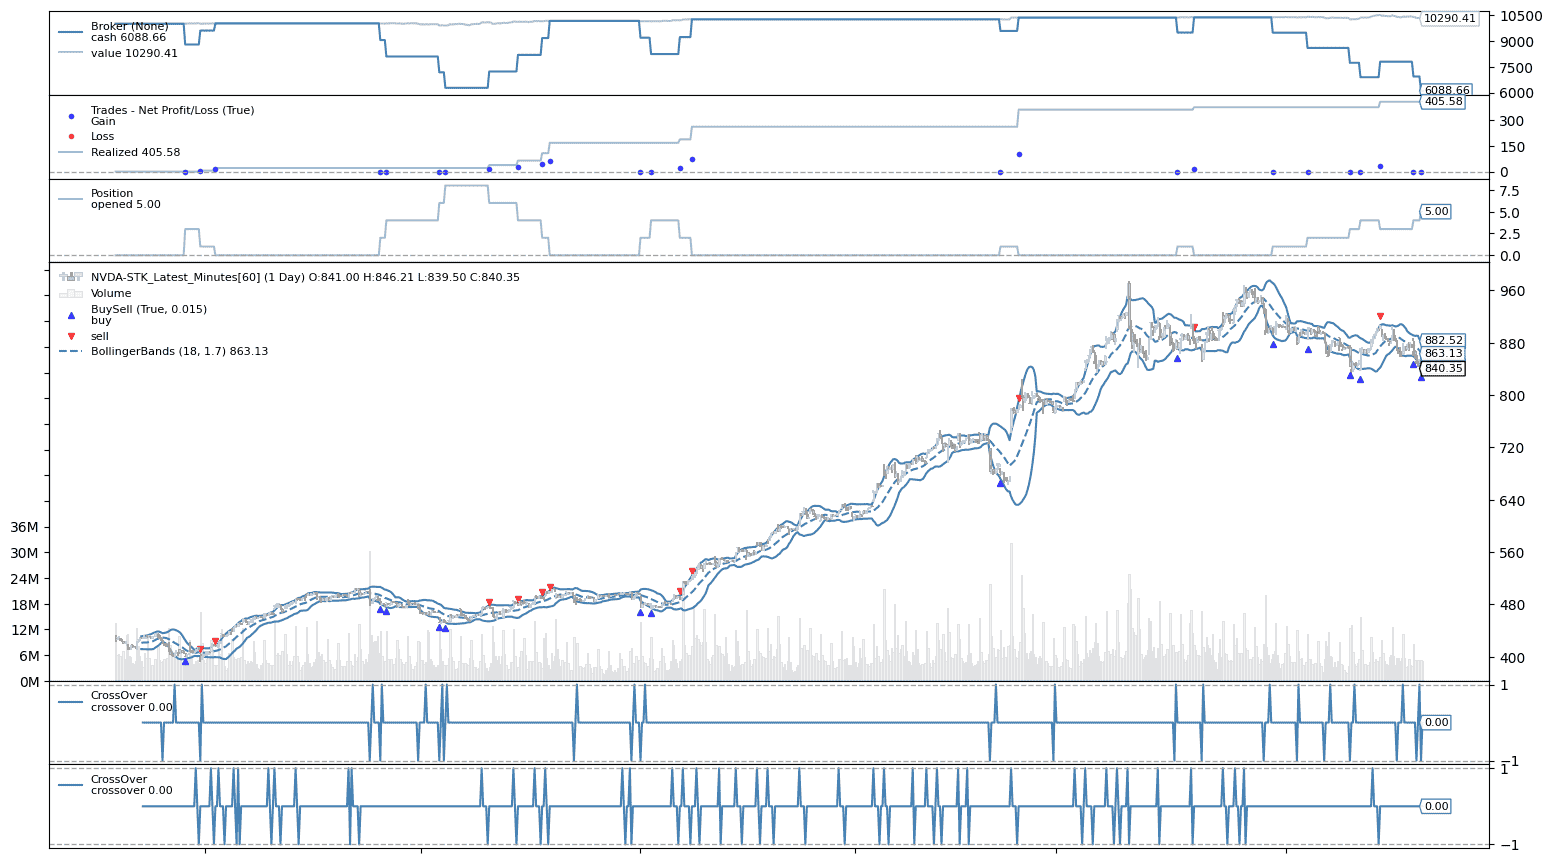 Broker (None)
cash 6088.66
value 10290.41
10290.41
10500
9000
7500
6088.66
6000
Trades - Net Profit/Loss (True)
Gain
Loss
Realized 405.58
405.58
300
150
0
Position
opened 5.00
7.5
5.00
5.0
2.5
0.0
NVDA-STK_Latest_Minutes[60] (1 Day) O:841.00 H:846.21 L:839.50 C:840.35
Volume
BuySell (True, 0.015)
buy
sell
BollingerBands (18, 1.7) 863.13
960
882.52
880
863.13
840.35
800
720
640
560
480
400
36M
30M
24M
18M
12M
6M
0M
CrossOver
crossover 0.00
1
0.00
−1
CrossOver
crossover 0.00
1
0.00
−1